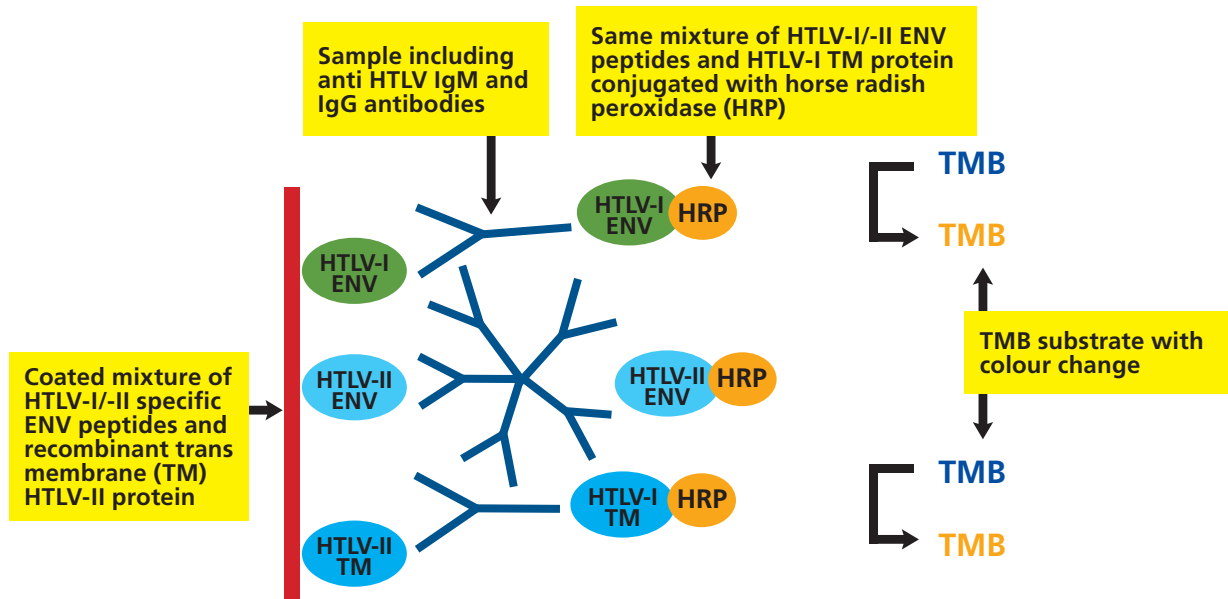 Sample including
anti HTLV IgM and
IgG antibodies
Same mixture of HTLV-I/-II ENV
peptides and HTLV-I TM protein
conjugated with horse radish
peroxidase (HRP)
TMB
TMB
HTLV-I
ENV
HRP
HTLV-I
ENV
TMB substrate with
colour change
Coated mixture of
HTLV-I/-II specific
ENV peptides and
recombinant trans
membrane (TM)
HTLV-II protein
HTLV-II
ENV
HTLV-II
ENV
HRP
TMB
TMB
HTLV-I
TM
HRP
HTLV-II
TM